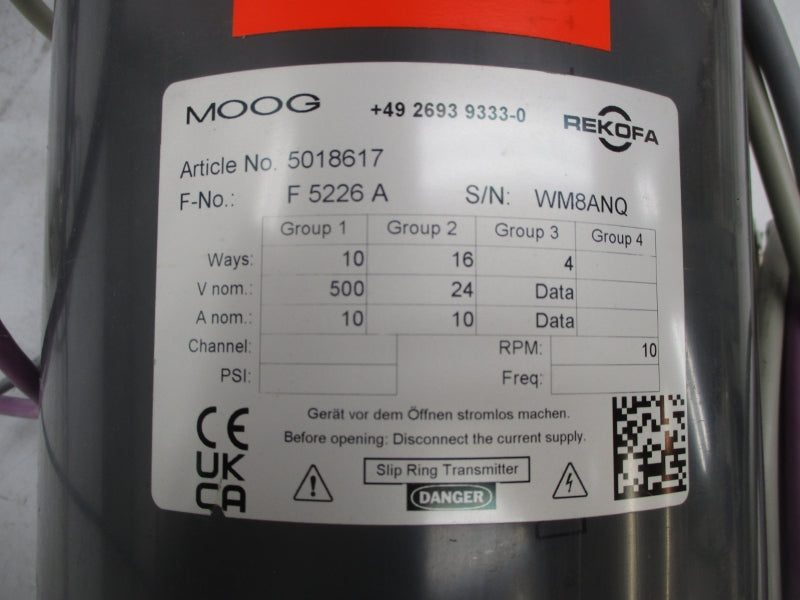 MOOG +49 2693 9333-0 REKOFA
Article No. 5018617
F-No.: F 5226 A S/N: WM8ANQ
Group 1 Group 2 Group 3 Group 4
Ways: 10 16 4
V nom.: 500 24 Data
A nom.: 10 10 Data
Channel: RPM: 10
PSI: Freq:
Gerät vor dem Öffnen stromlos machen.
Before opening: Disconnect the current supply.
CE
UK
CA
Slip Ring Transmitter
DANGER